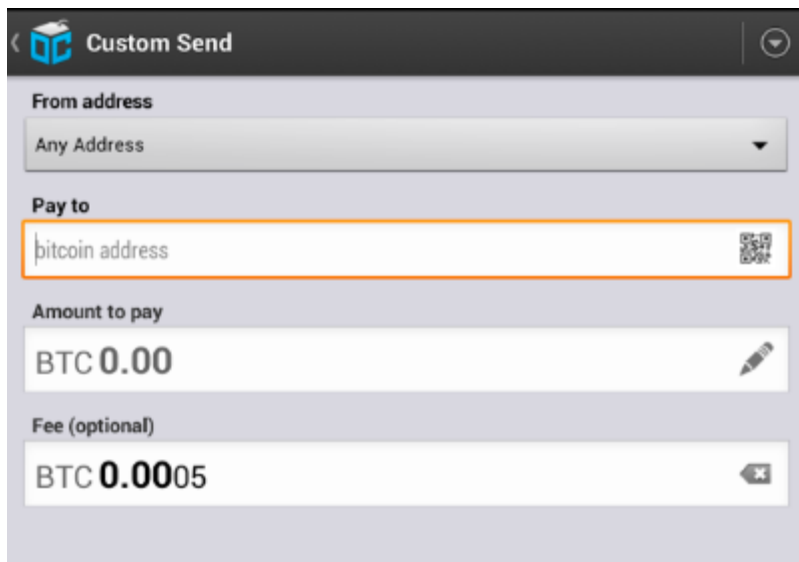 Custom Send
From address
Any Address
Pay to
bitcoin address
Amount to pay
BTC 0.00
Fee (optional)
BTC 0.0005